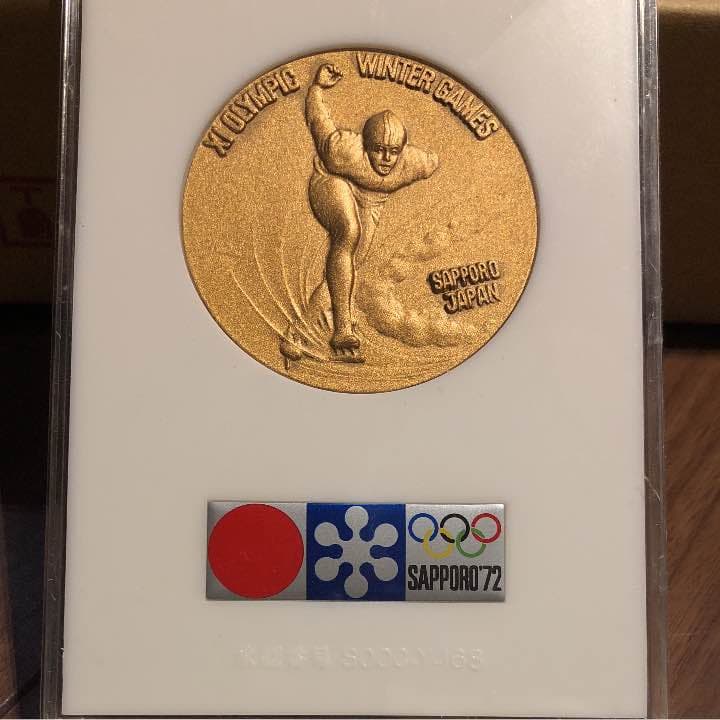 XI OLYMPIC WINTER GAMES
SAPPORO
JAPAN
SAPPORO'72